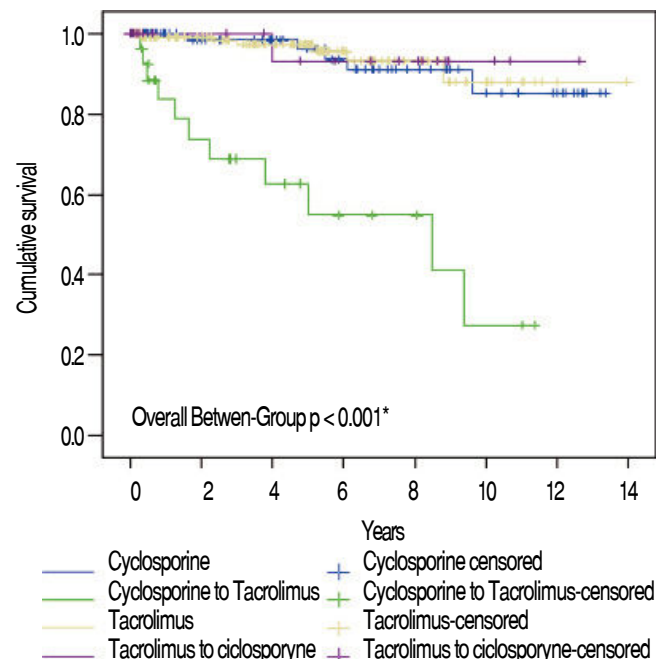 1.0
0.8
0.6
0.4
0.2
0.0
Cumulative survival
Overall Betwen-Group p < 0.001*
0 2 4 6 8 10 12 14
Years
Cyclosporine Cyclosporine censored
Cyclosporine to Tacrolimus Cyclosporine to Tacrolimus-censored
Tacrolimus Tacrolimus-censored
Tacrolimus to ciclosporyne Tacrolimus to ciclosporyne-censored